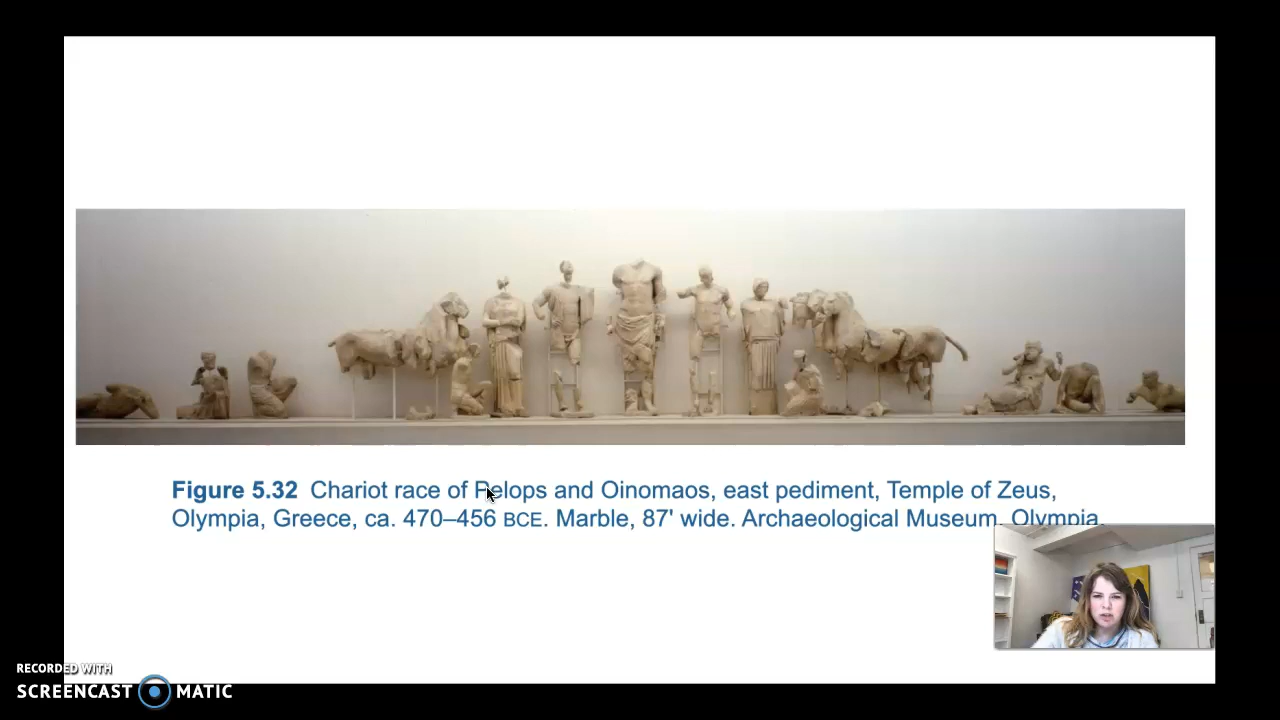 Figure 5.32 Chariot race of Pelops and Oinomaos, east pediment, Temple of Zeus,
Olympia, Greece, ca. 470–456 BCE. Marble, 87' wide. Archaeological Museum, Olympia.
RECORDED WITH
SCREENCAST MATIC